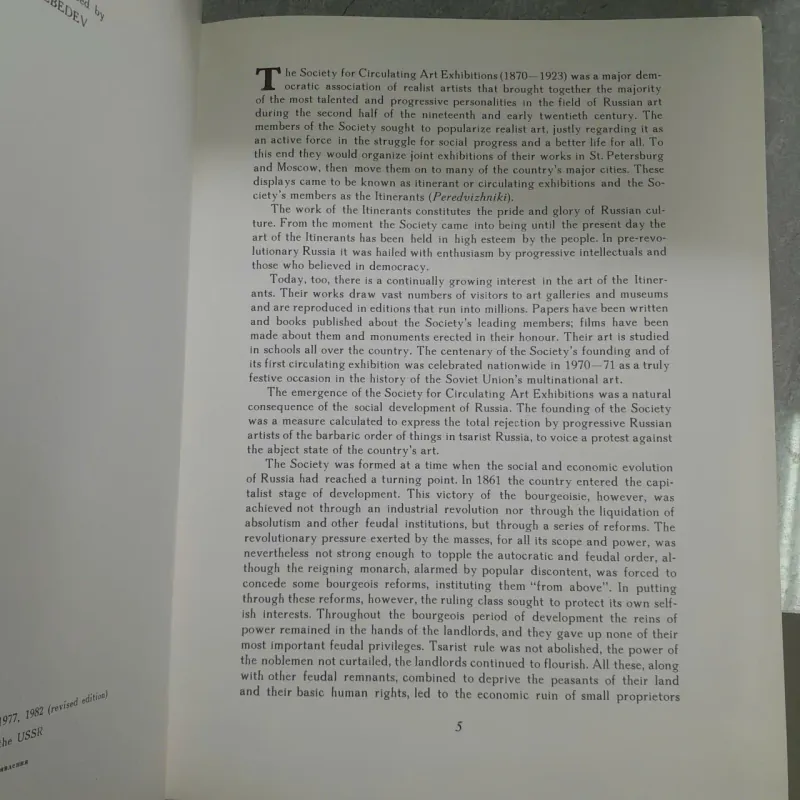 by
BEDEV
1977, 1982 (revised edition)
the USSR
The Society for Circulating Art Exhibitions (1870—1923) was a major dem-
ocratic association of realist artists that brought together the majority
of the most talented and progressive personalities in the field of Russian art
during the second half of the nineteenth and early twentieth century. The
members of the Society sought to popularize realist art, justly regarding it as
an active force in the struggle for social progress and a better life for all. To
this end they would organize joint exhibitions of their works in St. Petersburg
and Moscow, then move them on to many of the country's major cities. These
displays came to be known as itinerant or circulating exhibitions and the So-
ciety's members as the Itinerants (Peredvizhniki).
The work of the Itinerants constitutes the pride and glory of Russian cul-
ture. From the moment the Society came into being until the present day the
art of the Itinerants has been held in high esteem by the people. In pre-revo-
lutionary Russia it was hailed with enthusiasm by progressive intellectuals and
those who believed in democracy.
Today, too, there is a continually growing interest in the art of the Itiner-
ants. Their works draw vast numbers of visitors to art galleries and museums
and are reproduced in editions that run into millions. Papers have been written
and books published about the Society's leading members; films have been
made about them and monuments erected in their honour. Their art is studied
in schools all over the country. The centenary of the Society's founding and of
its first circulating exhibition was celebrated nationwide in 1970—71 as a truly
festive occasion in the history of the Soviet Union's multinational art.
The emergence of the Society for Circulating Art Exhibitions was a natural
consequence of the social development of Russia. The founding of the Society
was a measure calculated to express the total rejection by progressive Russian
artists of the barbaric order of things in tsarist Russia, to voice a protest against
the abject state of the country's art.
The Society was formed at a time when the social and economic evolution
of Russia had reached a turning point. In 1861 the country entered the capi-
talist stage of development. This victory of the bourgeoisie, however, was
achieved not through an industrial revolution nor through the liquidation of
absolutism and other feudal institutions, but through a series of reforms. The
revolutionary pressure exerted by the masses, for all its scope and power, was
nevertheless not strong enough to topple the autocratic and feudal order, al-
though the reigning monarch, alarmed by popular discontent, was forced to
concede some bourgeois reforms, instituting them "from above". In putting
through these reforms, however, the ruling class sought to protect its own self-
ish interests. Throughout the bourgeois period of development the reins of
power remained in the hands of the landlords, and they gave up none of their
most important feudal privileges. Tsarist rule was not abolished, the power of
the noblemen not curtailed, the landlords continued to flourish. All these, along
with other feudal remnants, combined to deprive the peasants of their land
and their basic human rights, led to the economic ruin of small proprietors
5